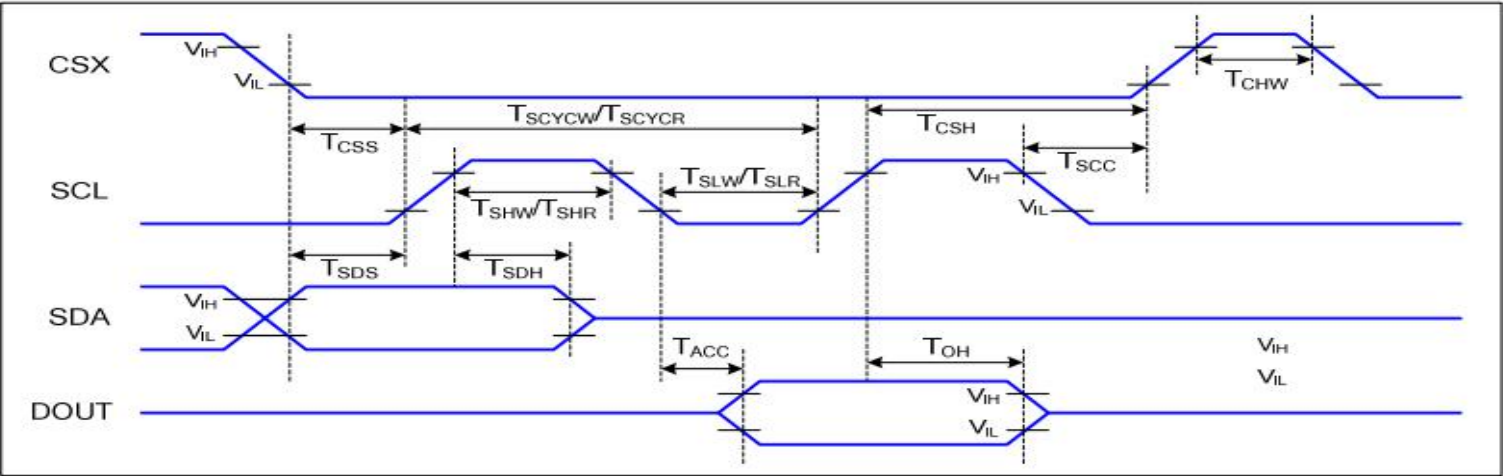 CSX
VIH
VIL
TCHW
TSCYCW/TSCYCR
TCSH
TCSS
TSCC
SCL
TSLW/TSLR
VIH
TSHW/TSHR
VIL
TSDS
TSDH
SDA
VIH
VIL
TACC
TOH
VIH
VIL
DOUT
VIH
VIL